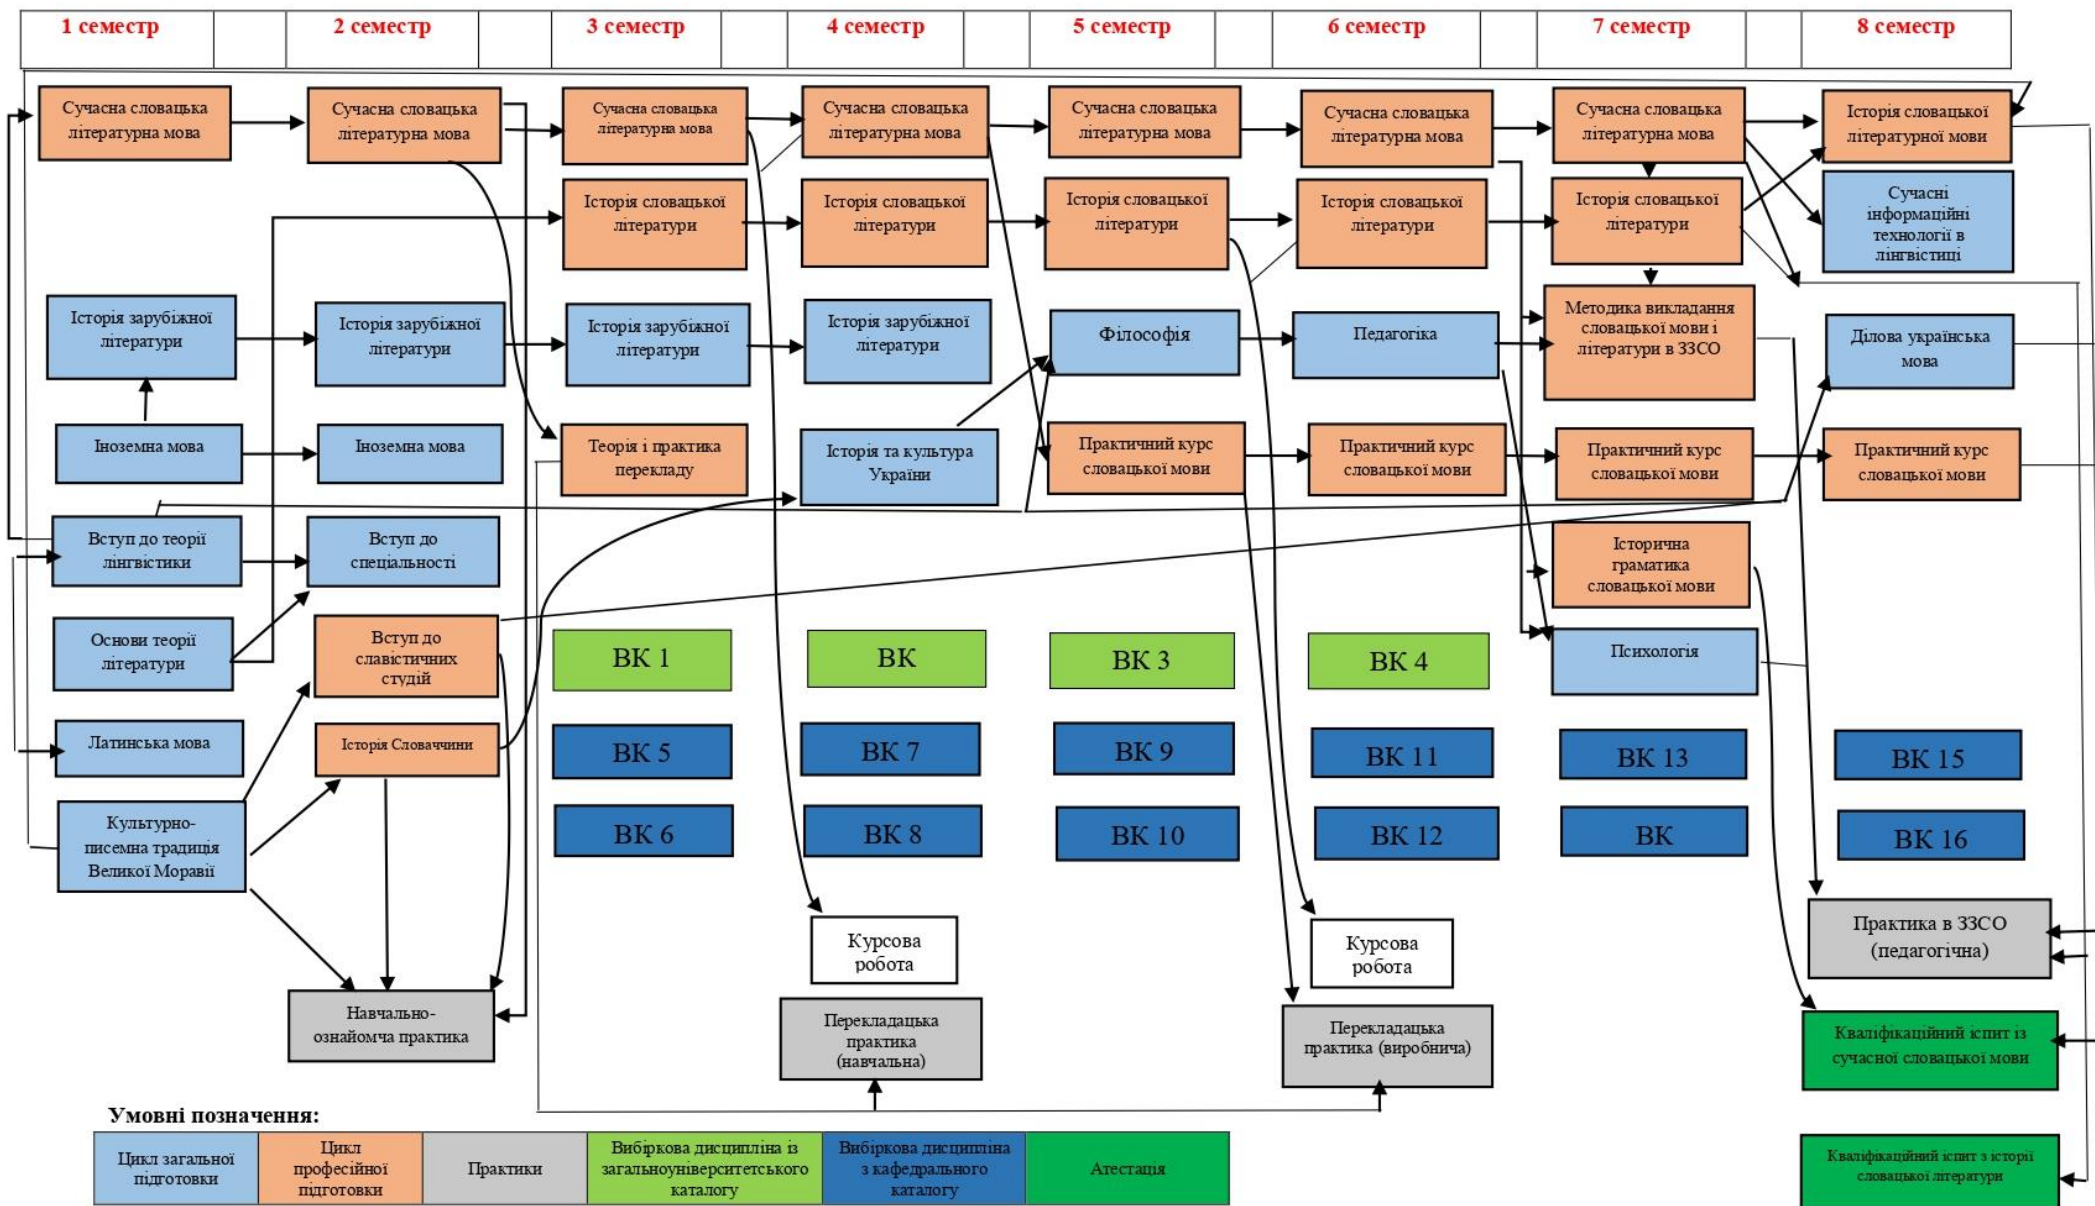 1 семестр
2 семестр
3 семестр
4 семестр
5 семестр
6 семестр
7 семестр
8 семестр
Сучасна словацька
літературна мова
Сучасна словацька
літературна мова
Сучасна словацька
літературна мова
Сучасна словацька
літературна мова
Сучасна словацька
літературна мова
Сучасна словацька
літературна мова
Сучасна словацька
літературна мова
Історія словацької
літературної мови
Історія словацької
літератури
Історія словацької
літератури
Історія словацької
літератури
Історія словацької
літератури
Історія словацької
літератури
Сучасні
інформаційні
технології в
лінгвістиці
Історія зарубіжної
літератури
Історія зарубіжної
літератури
Історія зарубіжної
літератури
Історія зарубіжної
літератури
Філософія
Педагогіка
Методика викладання
словацької мови і
літератури в ЗЗСО
Ділова українська
мова
Іноземна мова
Іноземна мова
Теорія і практика
перекладу
Історія та культура
України
Практичний курс
словацької мови
Практичний курс
словацької мови
Практичний курс
словацької мови
Практичний курс
словацької мови
Вступ до теорії
лінгвістики
Вступ до
спеціальності
Історична
граматика
словацької мови
Основи теорії
літератури
Вступ до
славістичних
студій
ВК 1
ВК
ВК 3
ВК 4
Психологія
Латинська мова
Історія Словаччини
ВК 5
ВК 7
ВК 9
ВК 11
ВК 13
ВК 15
Культурно-
писемна традиція
Великої Моравії
ВК 6
ВК 8
ВК 10
ВК 12
ВК
ВК 16
Курсова
робота
Курсова
робота
Практика в ЗЗСО
(педагогічна)
Навчально-
ознайомча практика
Перекладацька
практика
(навчальна)
Перекладацька
практика (виробнича)
Кваліфікаційний іспит із
сучасної словацької мови
Умовні позначення:
Цикл загальної
підготовки
Цикл
професійної
підготовки
Практики
Вибіркова дисципліна із
загальноуніверситетського
каталогу
Вибіркова дисципліна
з кафедрального
каталогу
Атестація
Кваліфікаційний іспит з історії
словацької літератури